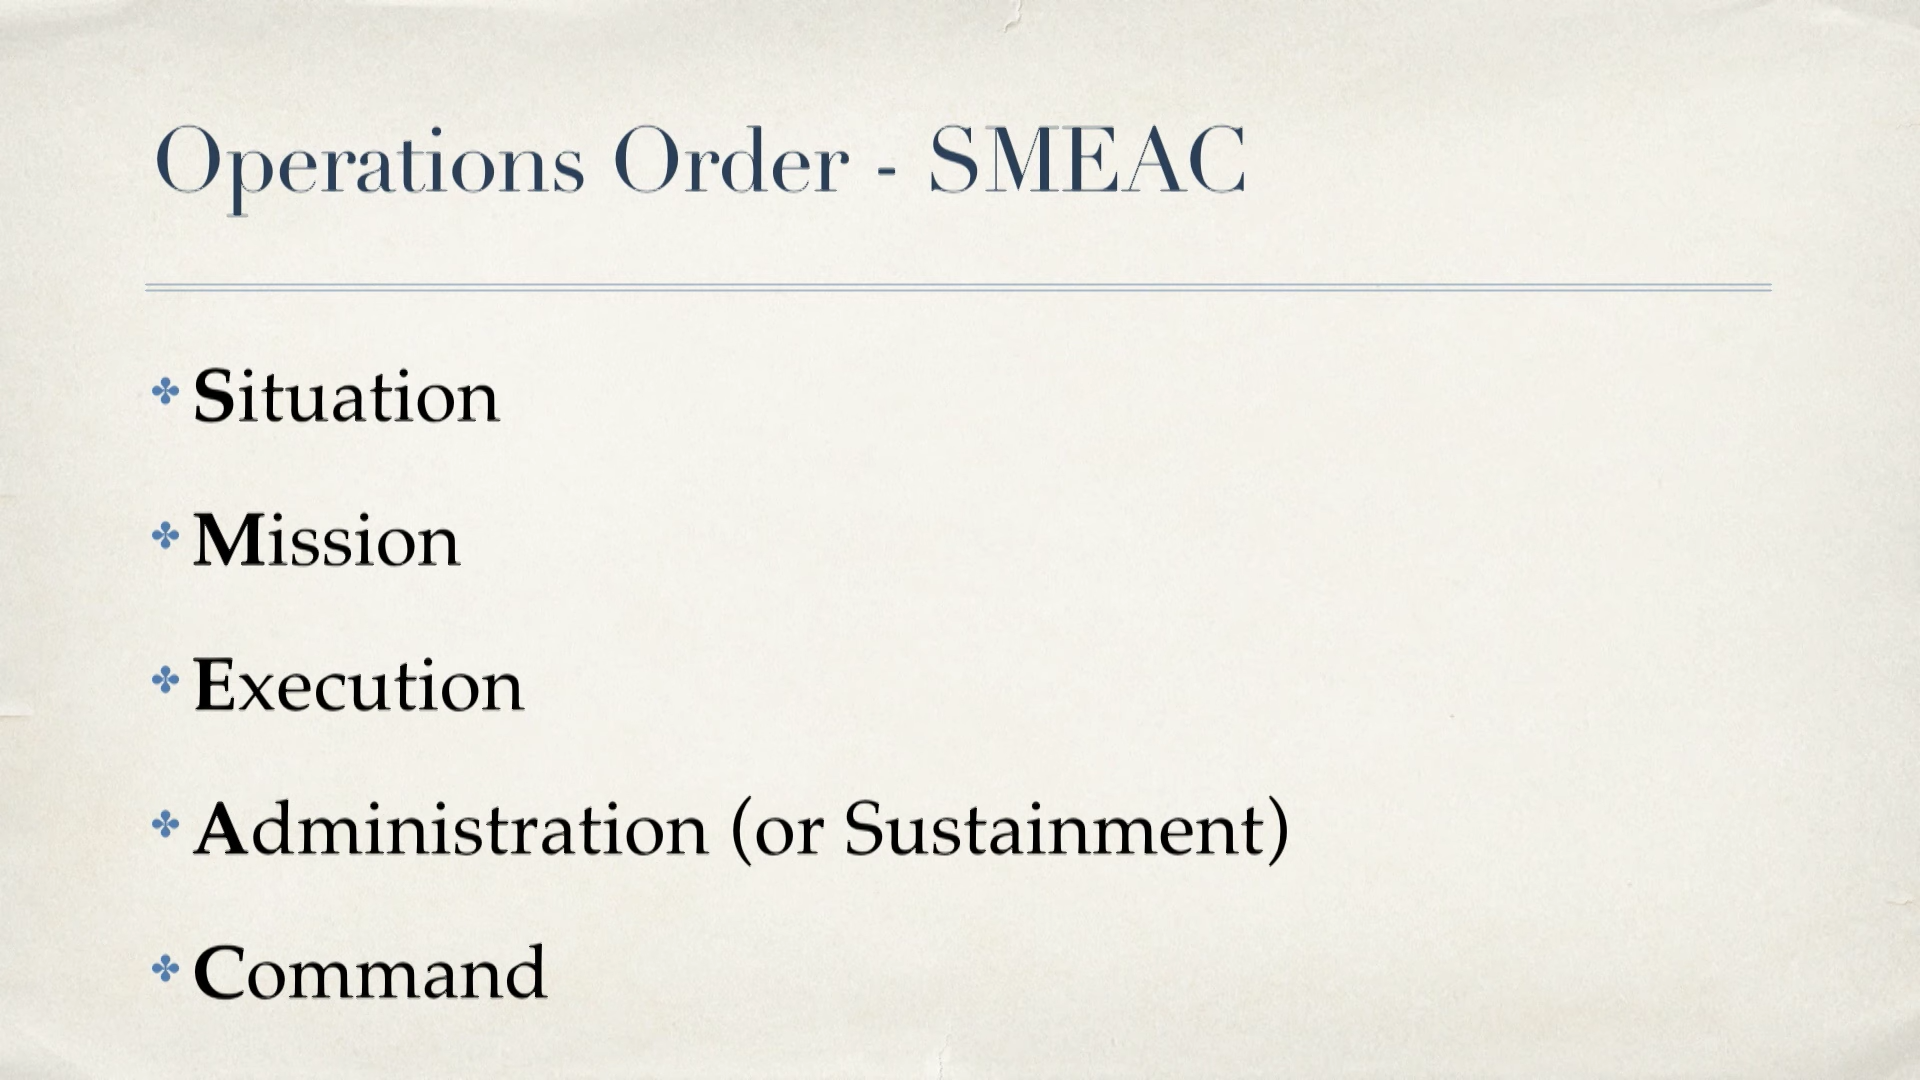 Operations Order - SMEAC
Situation
Mission
Execution
Administration (or Sustainment)
Command